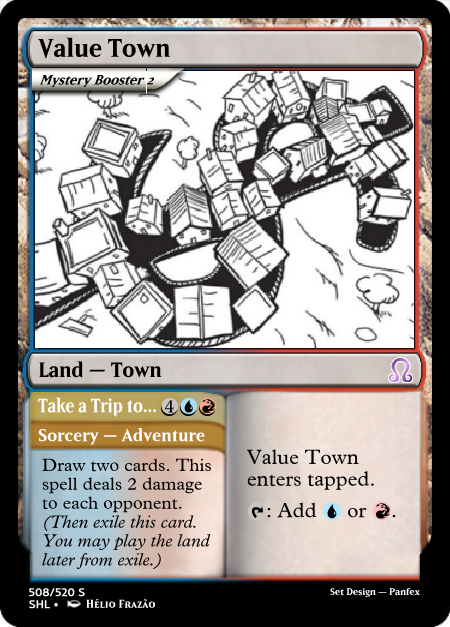 Value Town
Mystery Booster 2
Land — Town
Take a Trip to... 4
Sorcery — Adventure
Draw two cards. This
spell deals 2 damage
to each opponent.
(Then exile this card.
You may play the land
later from exile.)
Value Town
enters tapped.
: Add or .
508/520 S
SHL • Hélio Frazão
Set Design — Panfex